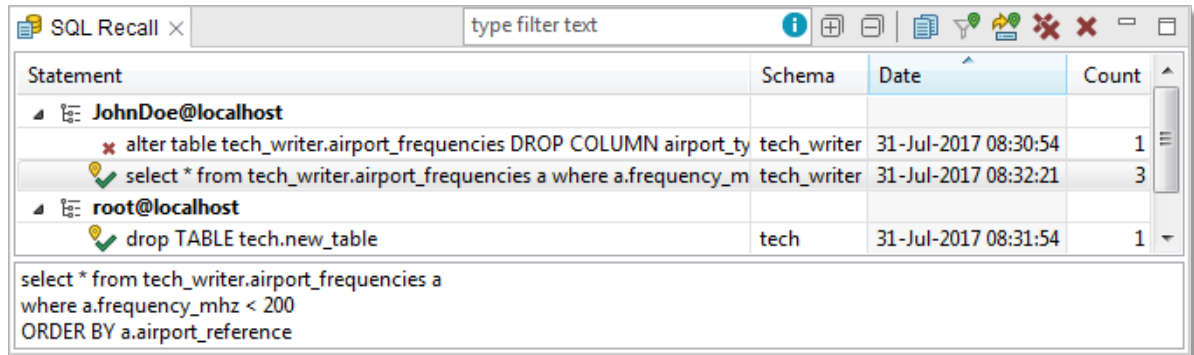 SQL Recall
type filter text
Statement Schema Date Count
JohnDoe@localhost
alter table tech_writer.airport_frequencies DROP COLUMN airport_ty tech_writer 31-Jul-2017 08:30:54 1
select * from tech_writer.airport_frequencies a where a.frequency_m tech_writer 31-Jul-2017 08:32:21 3
root@localhost
drop TABLE tech.new_table tech 31-Jul-2017 08:31:54 1
select * from tech_writer.airport_frequencies a
where a.frequency_mhz < 200
ORDER BY a.airport_reference